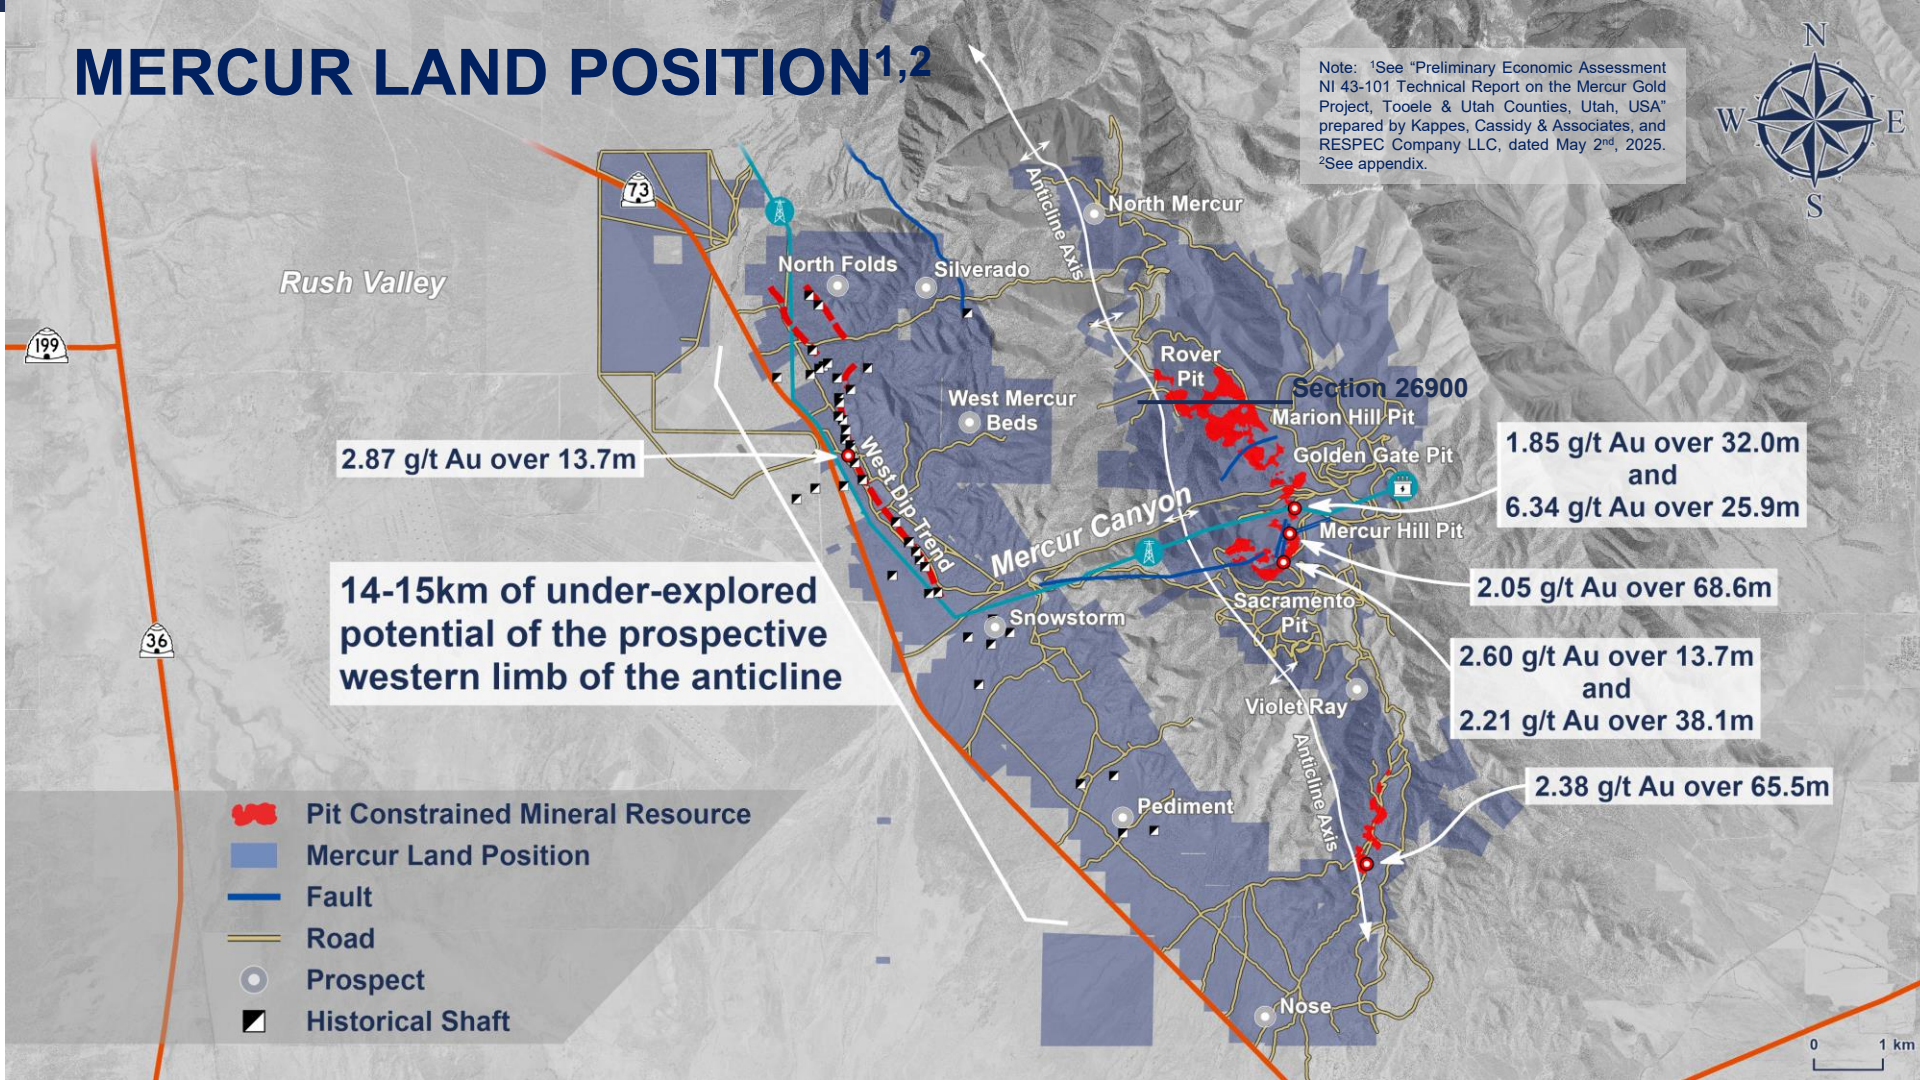 MERCUR LAND POSITION1,2
Note: 1See “Preliminary Economic Assessment
NI 43-101 Technical Report on the Mercur Gold
Project, Tooele & Utah Counties, Utah, USA”
prepared by Kappes, Cassidy & Associates, and
RESPEC Company LLC, dated May 2nd, 2025.
2See appendix.
N
W
E
S
73
199
36
Rush Valley
North Folds
Silverado
North Mercur
Anticline Axis
Rover
Pit
Section 26900
Marion Hill Pit
Golden Gate Pit
West Mercur
Beds
West Dip Trend
Mercur Canyon
Mercur Hill Pit
Sacramento
Pit
Snowstorm
Violet Ray
Anticline Axis
Pediment
Nose
2.87 g/t Au over 13.7m
1.85 g/t Au over 32.0m
and
6.34 g/t Au over 25.9m
2.05 g/t Au over 68.6m
2.60 g/t Au over 13.7m
and
2.21 g/t Au over 38.1m
2.38 g/t Au over 65.5m
14-15km of under-explored
potential of the prospective
western limb of the anticline
Pit Constrained Mineral Resource
Mercur Land Position
Fault
Road
Prospect
Historical Shaft
0 1 km